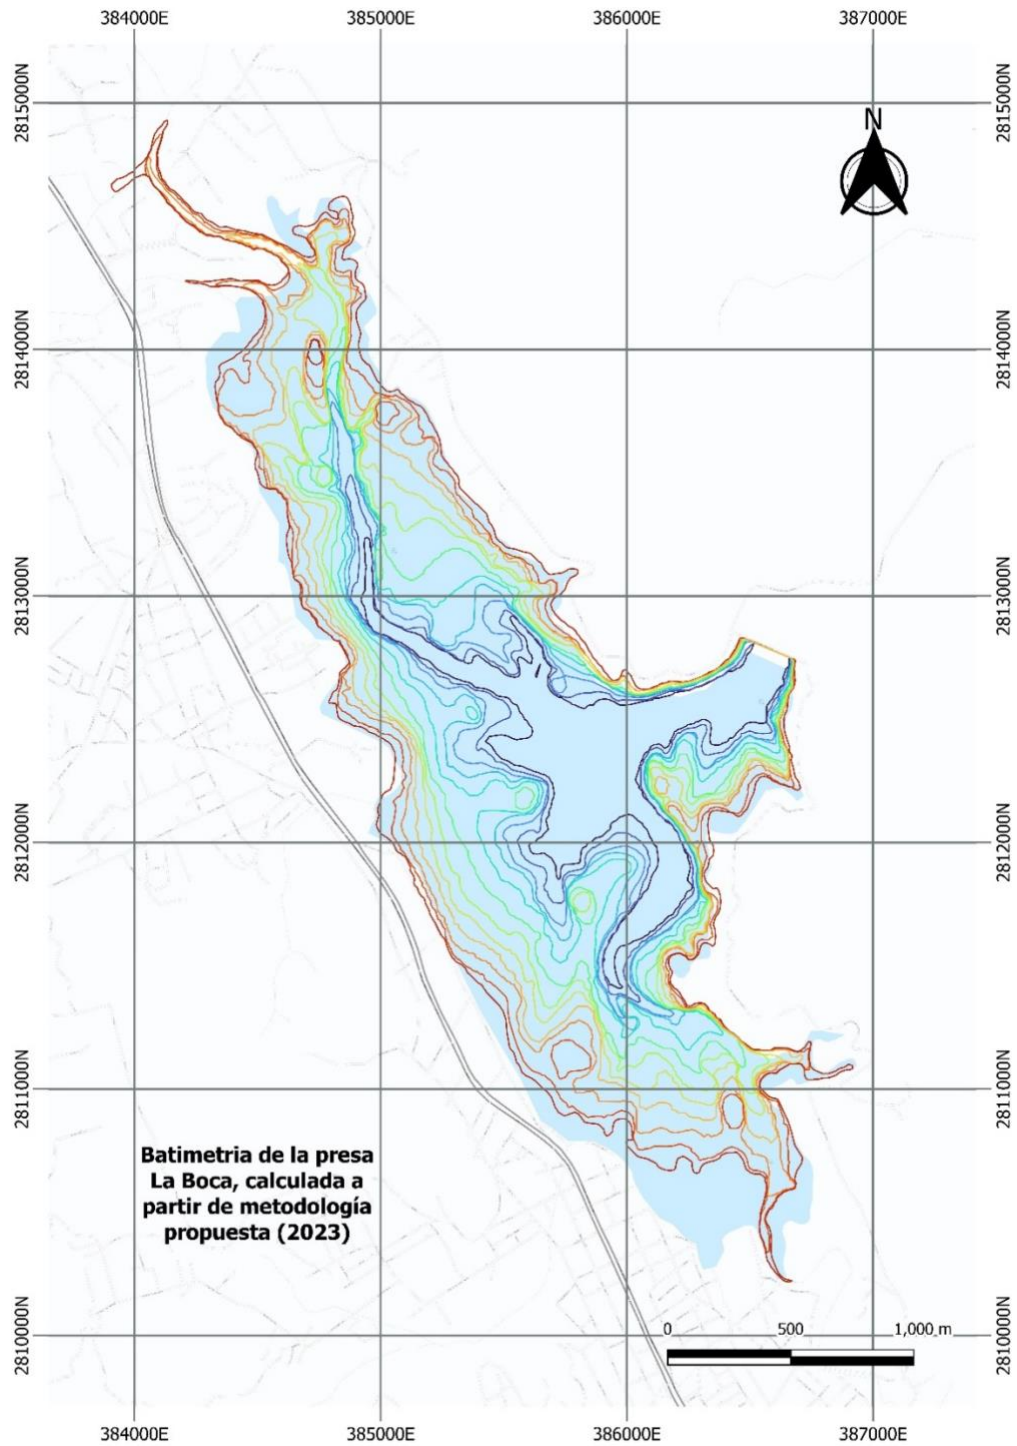 384000E 385000E 386000E 387000E
2815000N 2815000N
N
2814000N 2814000N
2813000N 2813000N
2812000N 2812000N
2811000N 2811000N
Batimetria de la presa
La Boca, calculada a
partir de metodología
propuesta (2023)
0 500 1,000 m
2810000N 2810000N
384000E 385000E 386000E 387000E